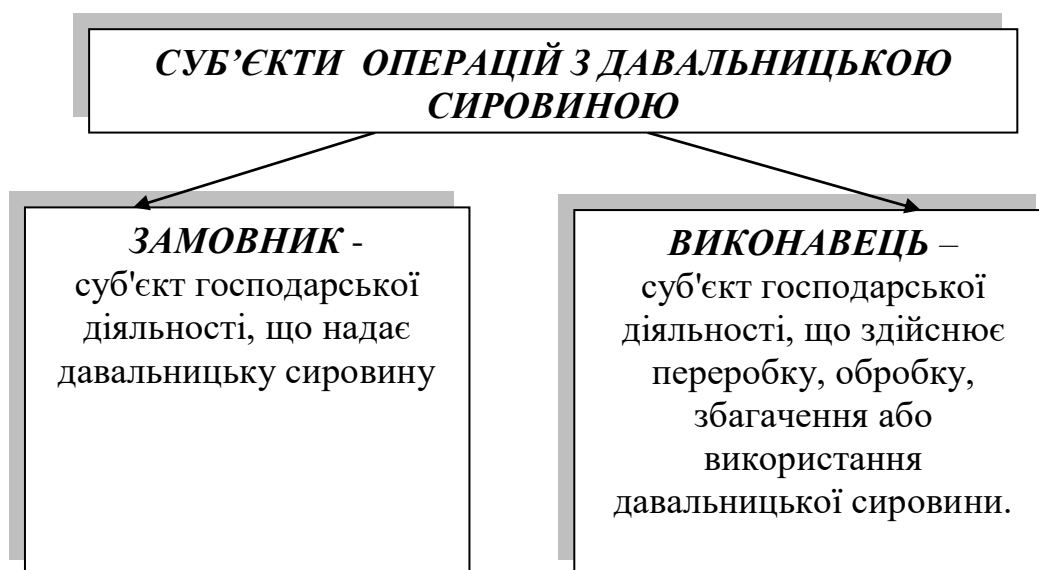 СУБ’ЄКТИ ОПЕРАЦІЙ З ДАВАЛЬНИЦЬКОЮ
СИРОВИНОЮ
ЗАМОВНИК -
суб'єкт господарської
діяльності, що надає
давальницьку сировину
ВИКОНАВЕЦЬ –
суб'єкт господарської
діяльності, що здійснює
переробку, обробку,
збагачення або
використання
давальницької сировини.